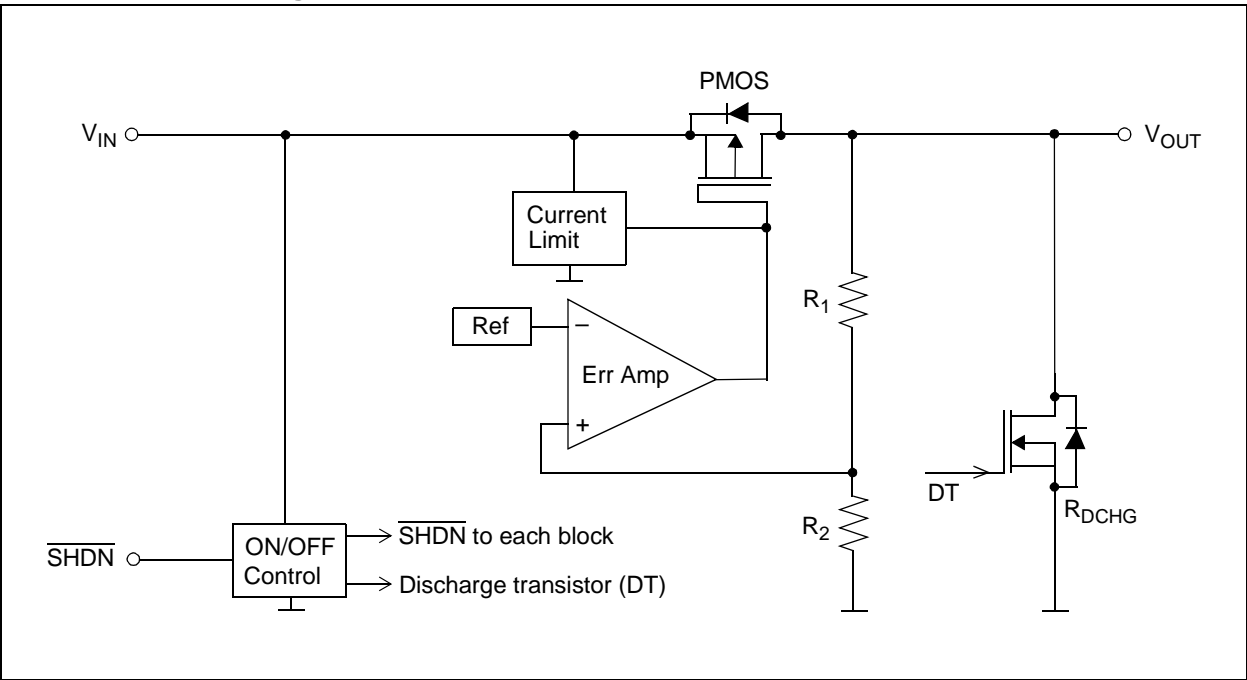 PMOS
V_IN
V_OUT
Current
Limit
R_1
Ref
−
Err Amp
+
DT
R_DCHG
R_2
SHDN
ON/OFF
Control
SHDN to each block
Discharge transistor (DT)